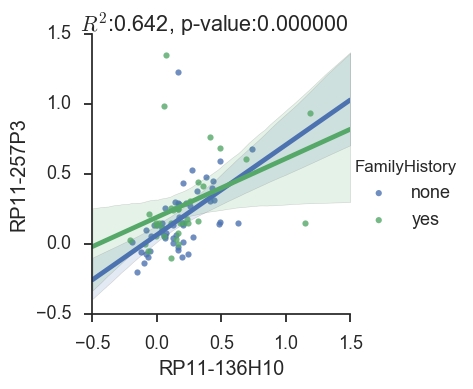 R²:0.642, p-value:0.000000
1.5
1.0
0.5
0.0
−0.5
RP11-257P3
FamilyHistory
none
yes
−0.5 0.0 0.5 1.0 1.5
RP11-136H10